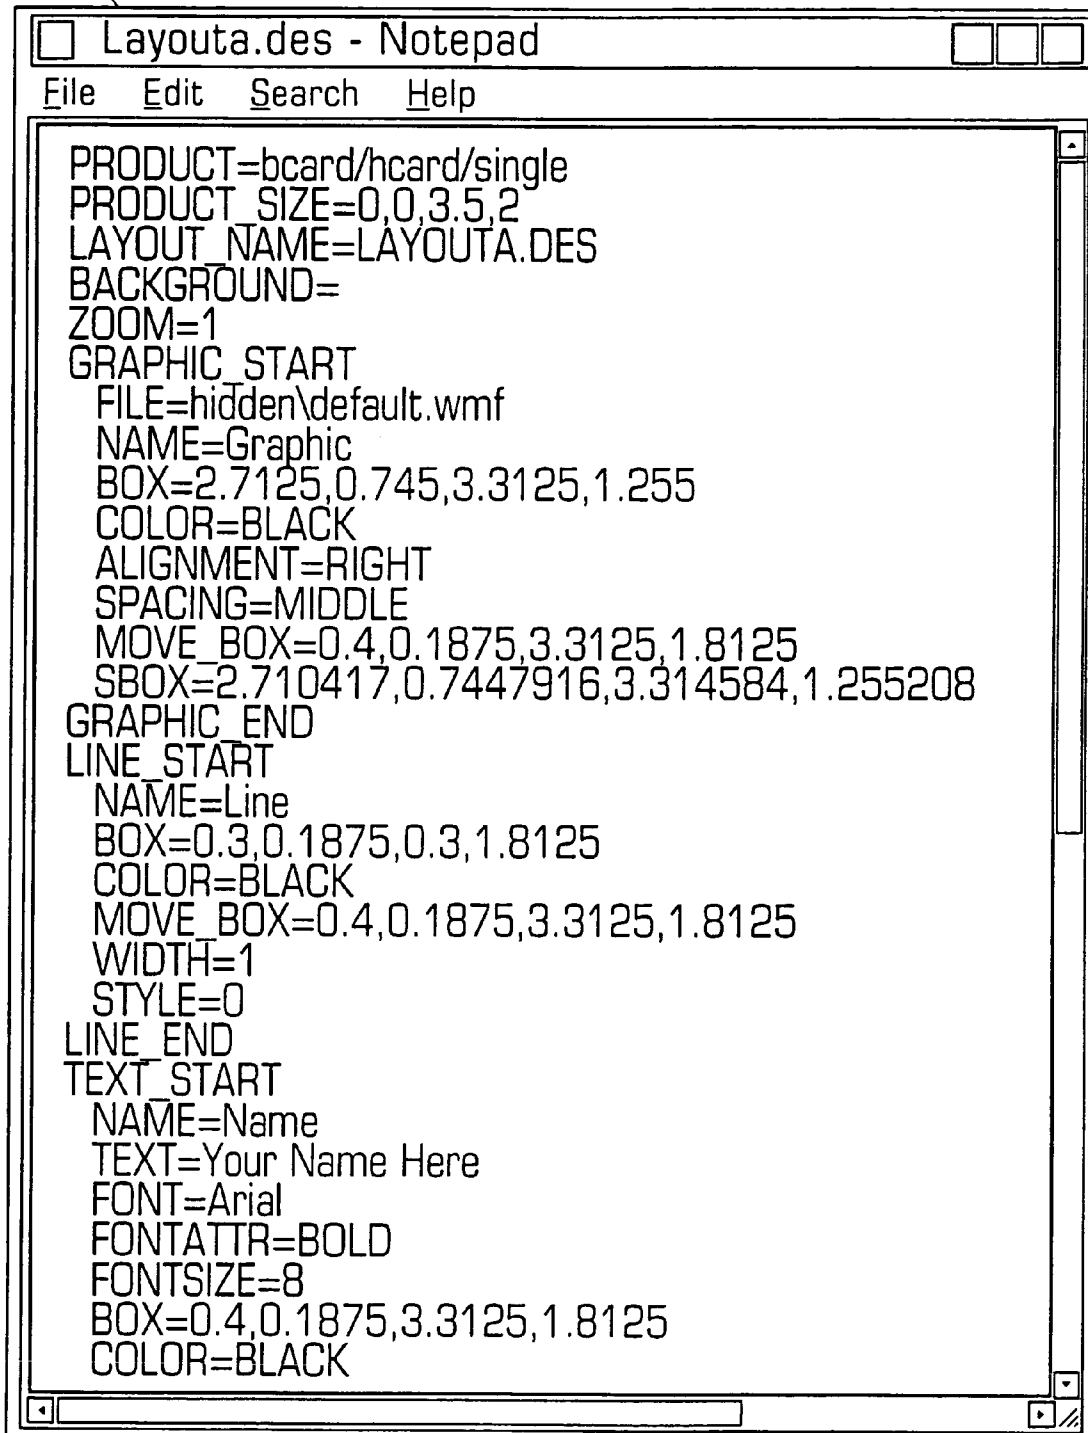 Layouta.des - Notepad
File Edit Search Help
PRODUCT=bcard/hcard/single
PRODUCT_SIZE=0,0,3.5,2
LAYOUT_NAME=LAYOUTA.DES
BACKGROUND=
ZOOM=1
GRAPHIC_START
FILE=hidden\default.wmf
NAME=Graphic
BOX=2.7125,0.745,3.3125,1.255
COLOR=BLACK
ALIGNMENT=RIGHT
SPACING=MIDDLE
MOVE_BOX=0.4,0.1875,3.3125,1.8125
SBOX=2.710417,0.7447916,3.314584,1.255208
GRAPHIC_END
LINE_START
NAME=Line
BOX=0.3,0.1875,0.3,1.8125
COLOR=BLACK
MOVE_BOX=0.4,0.1875,3.3125,1.8125
WIDTH=1
STYLE=0
LINE_END
TEXT_START
NAME=Name
TEXT=Your Name Here
FONT=Arial
FONTATTR=BOLD
FONTSIZE=8
BOX=0.4,0.1875,3.3125,1.8125
COLOR=BLACK